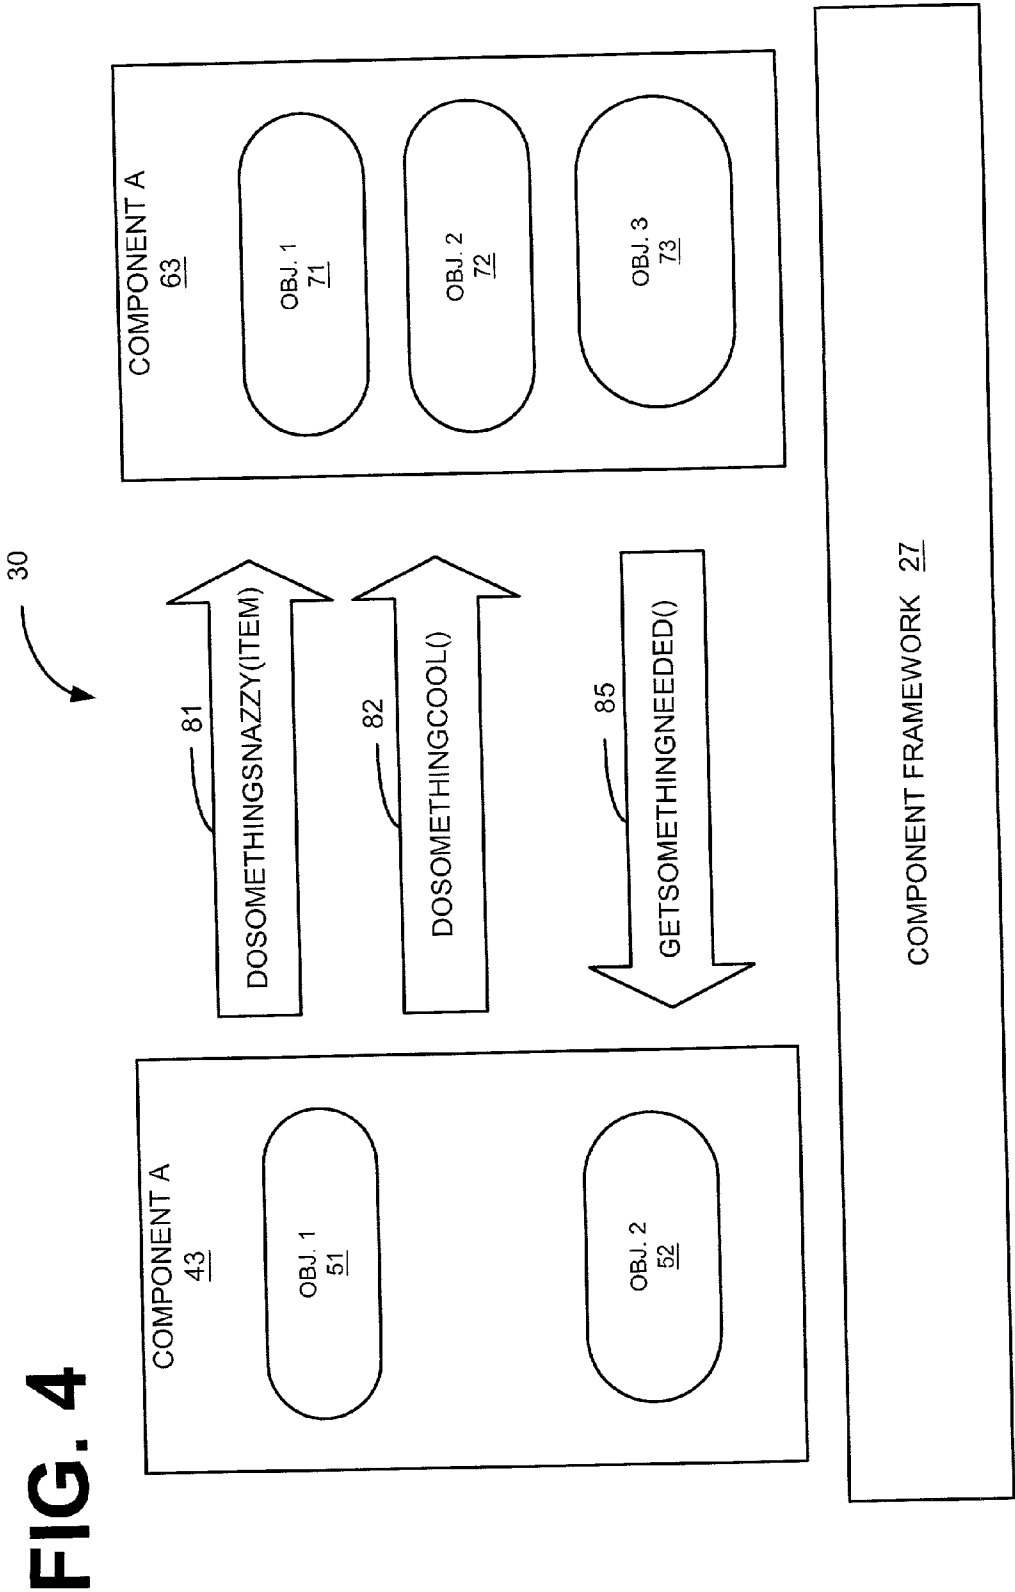 FIG. 4
30
COMPONENT A
43
OBJ. 1
51
OBJ. 2
52
81
DOSOMETHINGSNAZZY(ITEM)
82
DOSOMETHINGCOOL()
85
GETSOMETHINGNEEDED()
COMPONENT A
63
OBJ. 1
71
OBJ. 2
72
OBJ. 3
73
COMPONENT FRAMEWORK 27